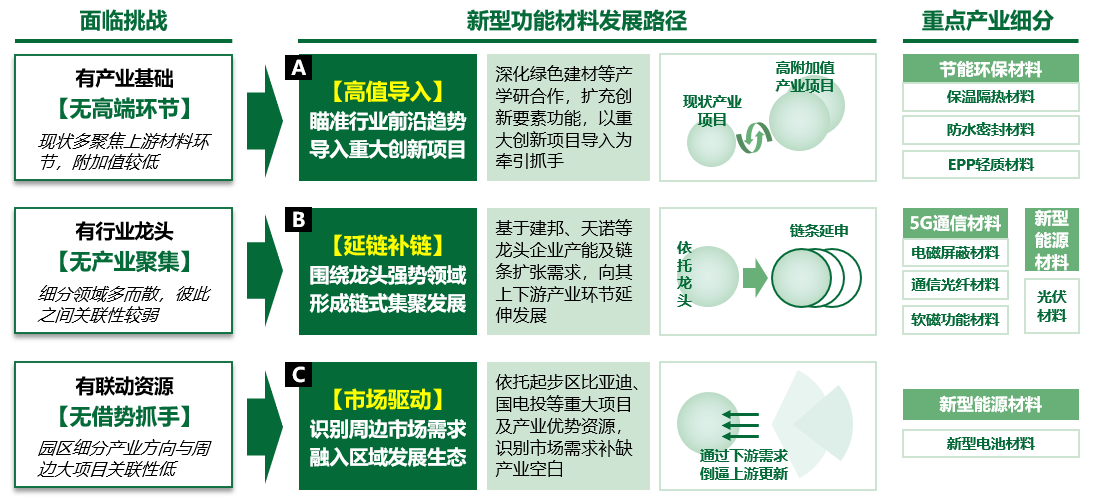 面临挑战
新型功能材料发展路径
重点产业细分
有产业基础
【无高端环节】
现状多聚焦上游材料环
节，附加值较低
A
【高值导入】
瞄准行业前沿趋势
导入重大创新项目
深化绿色建材等产
学研合作，扩充创
新要素功能，以重
大创新项目导入为
牵引抓手
现状产业
项目
高附加值
产业项目
节能环保材料
保温隔热材料
防水密封材料
EPP轻质材料
有行业龙头
【无产业聚集】
细分领域多而散，彼此
之间关联性较弱
B
【延链补链】
围绕龙头强势领域
形成链式集聚发展
基于建邦、天诺等
龙头企业产能及链
条扩张需求，向其
上下游产业环节延
伸发展
依
托
龙
头
链条延申
5G通信材料
电磁屏蔽材料
通信光纤材料
软磁功能材料
新型
能源
材料
光伏
材料
有联动资源
【无借势抓手】
园区细分产业方向与周
边大项目关联性低
C
【市场驱动】
识别周边市场需求
融入区域发展生态
依托起步区比亚迪、
国电投等重大项目
及产业优势资源，
识别市场需求补缺
产业空白
通过下游需求
倒逼上游更新
新型能源材料
新型电池材料